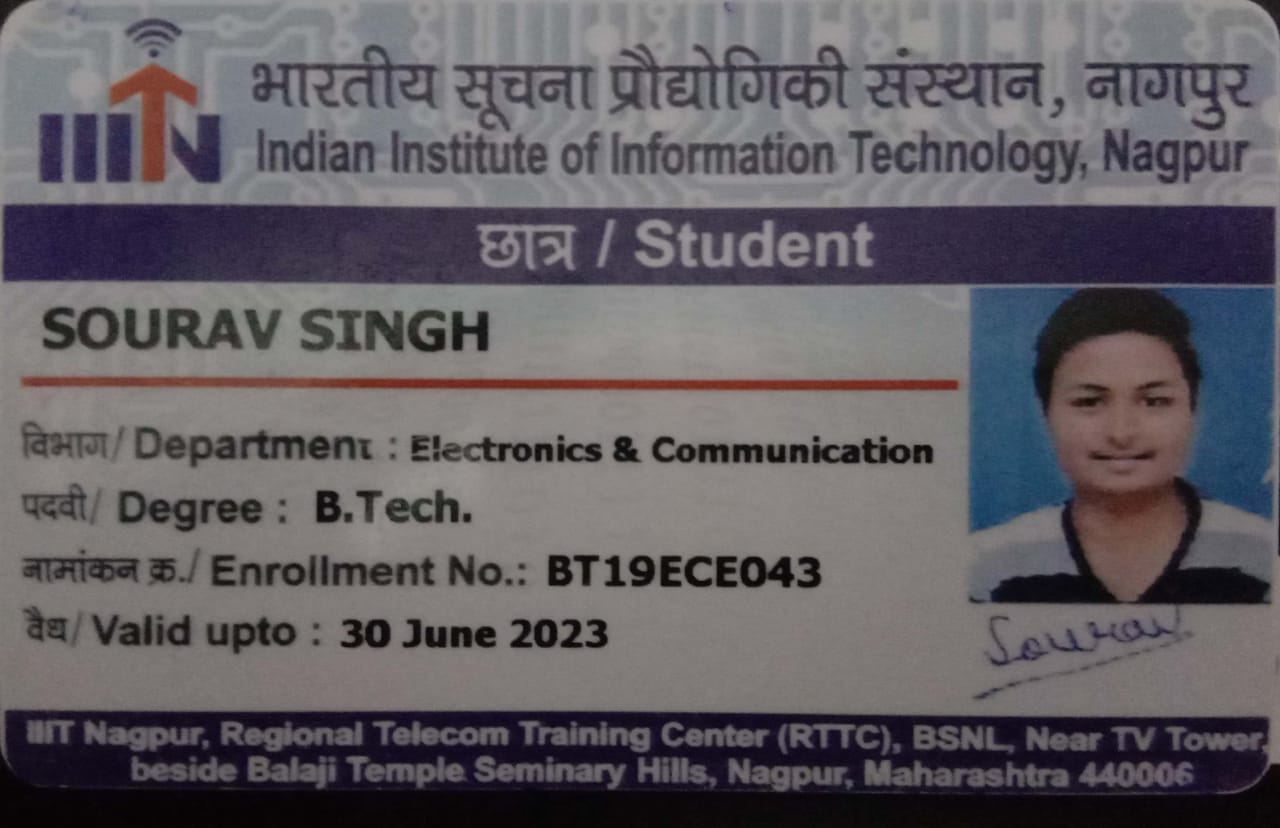 IIITN
भारतीय सूचना प्रौद्योगिकी संस्थान, नागपुर
Indian Institute of Information Technology, Nagpur
छात्र / Student
SOURAV SINGH
विभाग/ Department : Electronics & Communication
पदवी/ Degree : B.Tech.
नामांकन क्र./ Enrollment No.: BT19ECE043
वैध/ Valid upto : 30 June 2023
Sourav
IIIT Nagpur, Regional Telecom Training Center (RTTC), BSNL, Near TV Tower,
beside Balaji Temple Seminary Hills, Nagpur, Maharashtra 440006